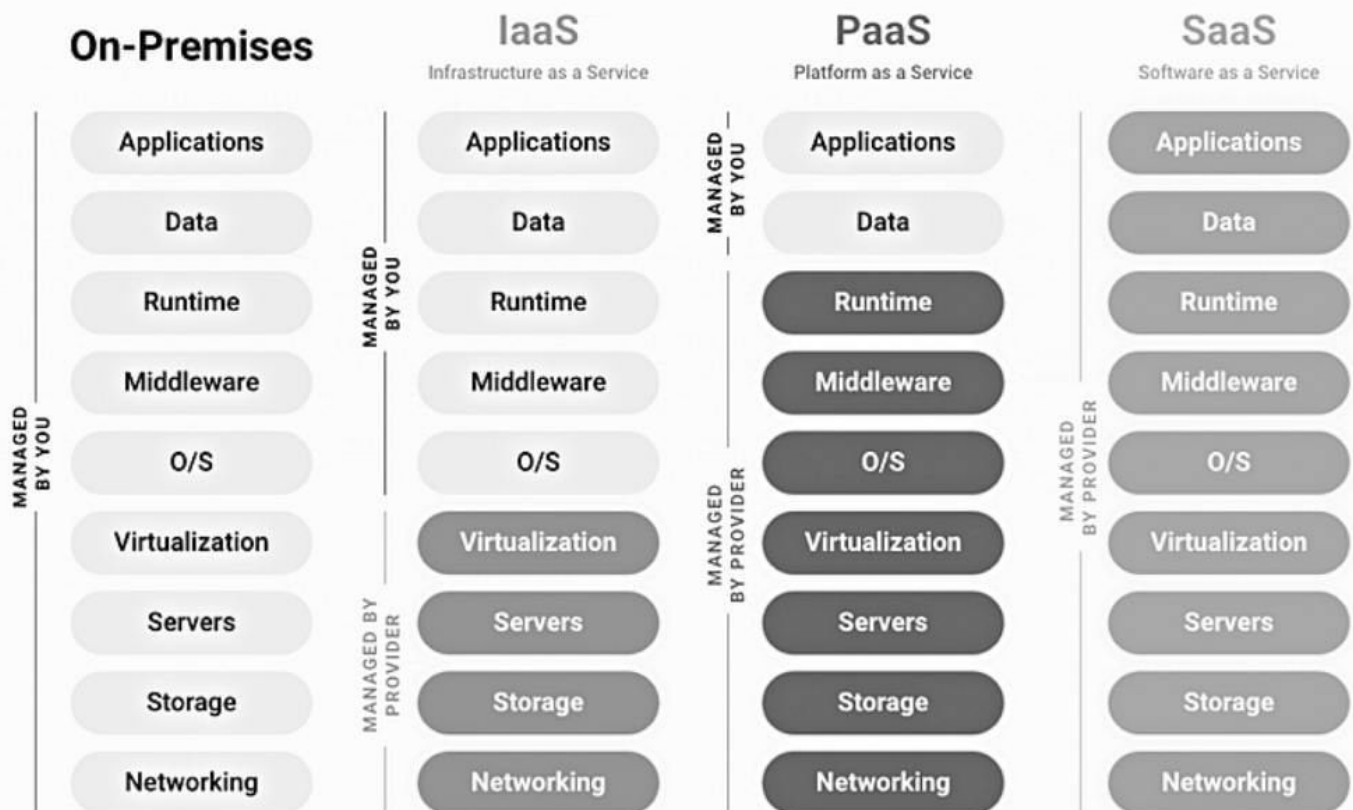 On-Premises
IaaS
Infrastructure as a Service
PaaS
Platform as a Service
SaaS
Software as a Service
MANAGED
BY YOU
Applications
Data
Runtime
Middleware
O/S
Virtualization
Servers
Storage
Networking
MANAGED
BY YOU
MANAGED BY
PROVIDER
Applications
Data
Runtime
Middleware
O/S
Virtualization
Servers
Storage
Networking
MANAGED
BY YOU
MANAGED
BY PROVIDER
Applications
Data
Runtime
Middleware
O/S
Virtualization
Servers
Storage
Networking
MANAGED
BY PROVIDER
Applications
Data
Runtime
Middleware
O/S
Virtualization
Servers
Storage
Networking